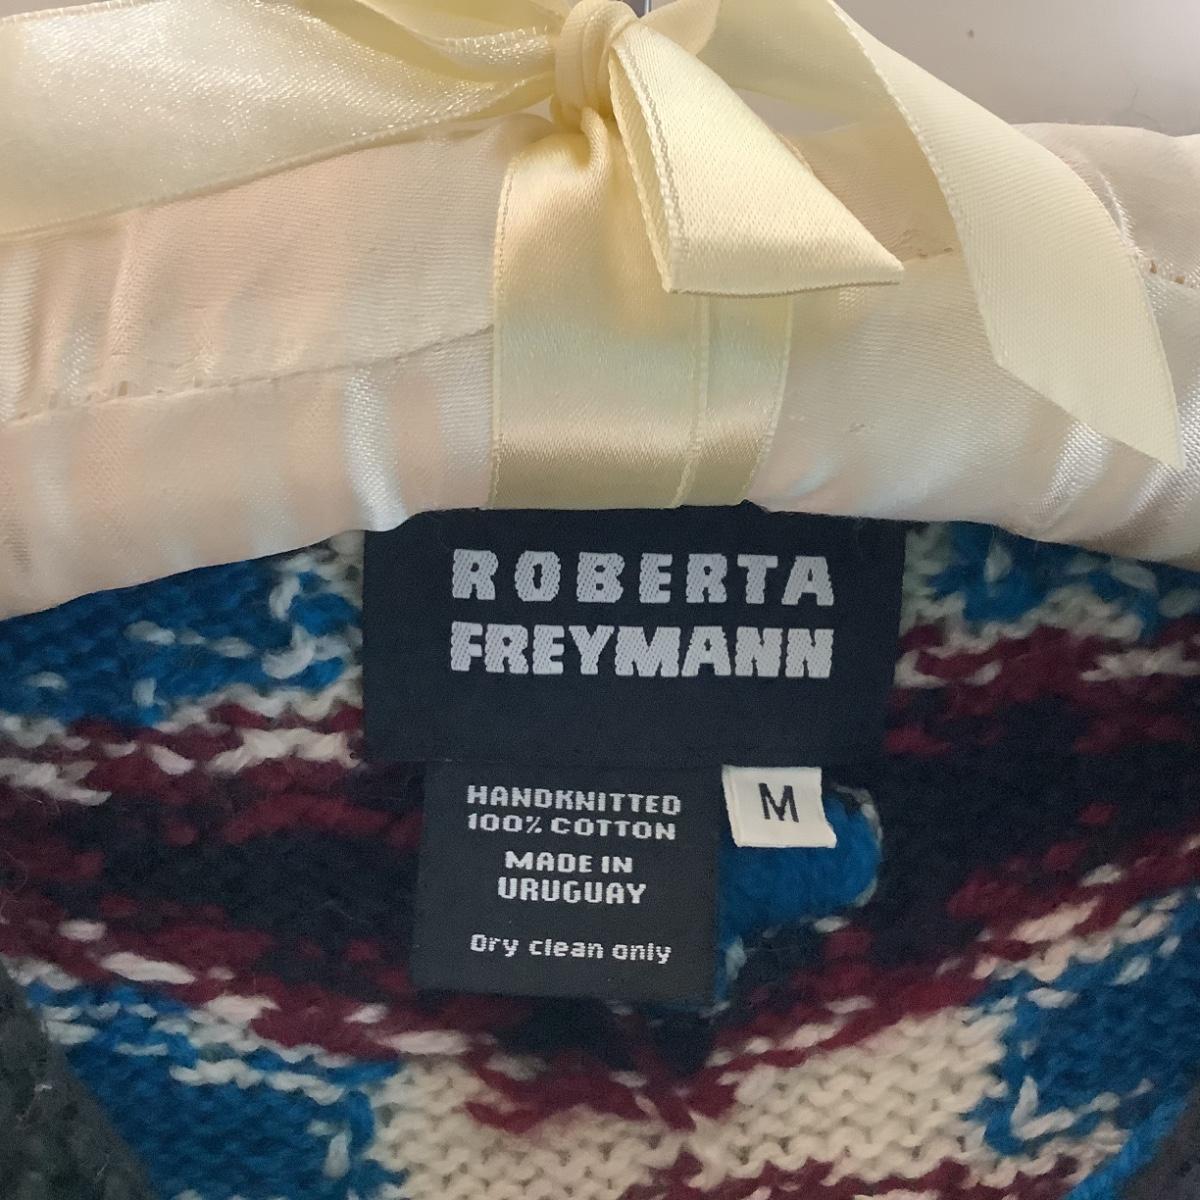 ROBERTA
FREYMANN
HANDKNITTED
100% COTTON
MADE IN
URUGUAY
Dry clean only
M